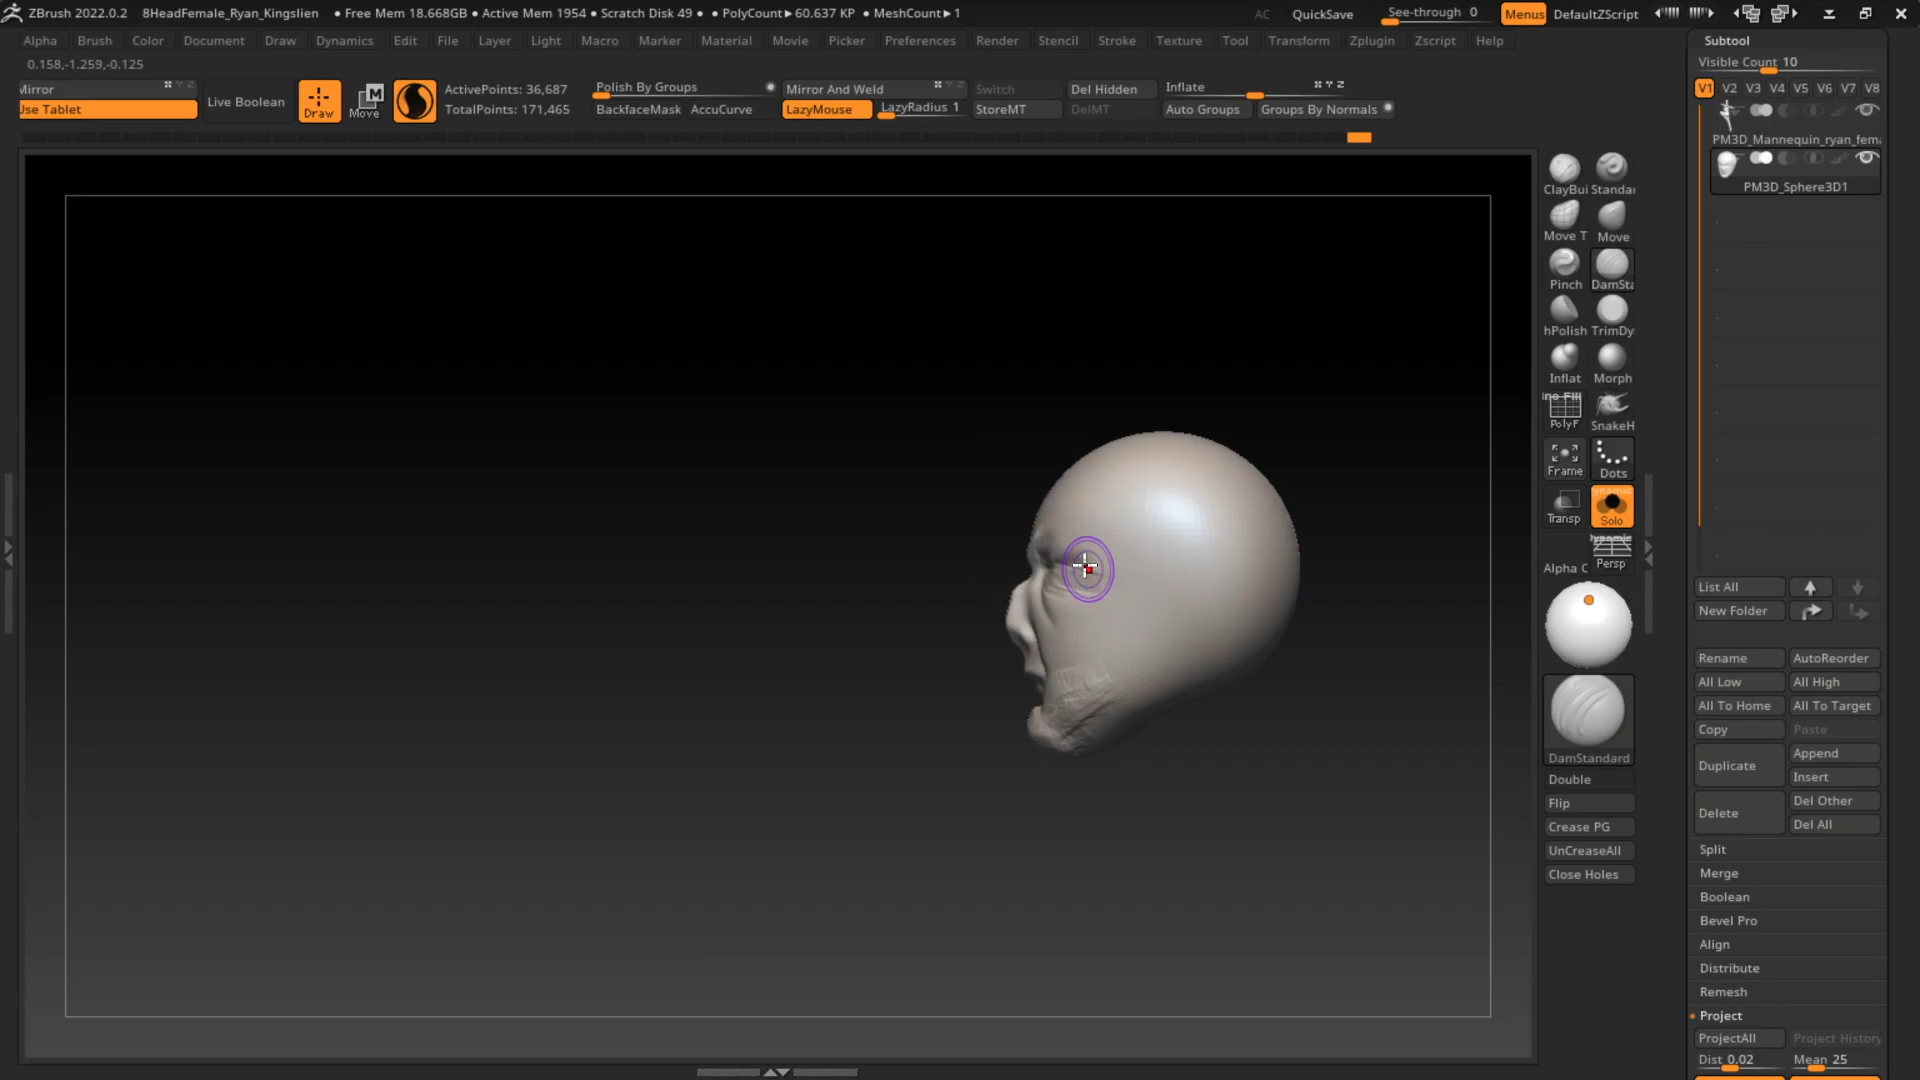 ZBrush 2022.0.2 8HeadFemale_Ryan_Kingslien • Free Mem 18.668GB • Active Mem 1954 • Scratch Disk 49 • PolyCount► 60.637 KP • MeshCount► 1 AC QuickSave See-through 0 Menus DefaultZScript
Alpha Brush Color Document Draw Dynamics Edit File Layer Light Macro Marker Material Movie Picker Preferences Render Stencil Stroke Texture Tool Transform Zplugin Zscript Help
0.158,-1.259,-0.125
Mirror
Use Tablet
Live Boolean
Draw
Move
ActivePoints: 36,687
TotalPoints: 171,465
Polish By Groups
BackfaceMask AccuCurve
Mirror And Weld
LazyMouse LazyRadius 1
Switch
StoreMT
Del Hidden
DelMT
Inflate
Auto Groups Groups By Normals
Subtool
Visible Count 10
V1 V2 V3 V4 V5 V6 V7 V8
PM3D_Mannequin_ryan_fem
PM3D_Sphere3D1
ClayBui Standar
Move T Move
Pinch DamSta
hPolish TrimDy
Inflat Morph
PolyF SnakeH
Frame Dots
Transp Solo
Dynamic
Persp
Alpha O
DamStandard
Double
Flip
Crease PG
UnCreaseAll
Close Holes
List All
New Folder
Rename AutoReorder
All Low All High
All To Home All To Target
Copy Paste
Duplicate Append
Insert
Delete Del Other
Del All
Split
Merge
Boolean
Bevel Pro
Align
Distribute
Remesh
Project
ProjectAll Project History
Dist 0.02 Mean 25